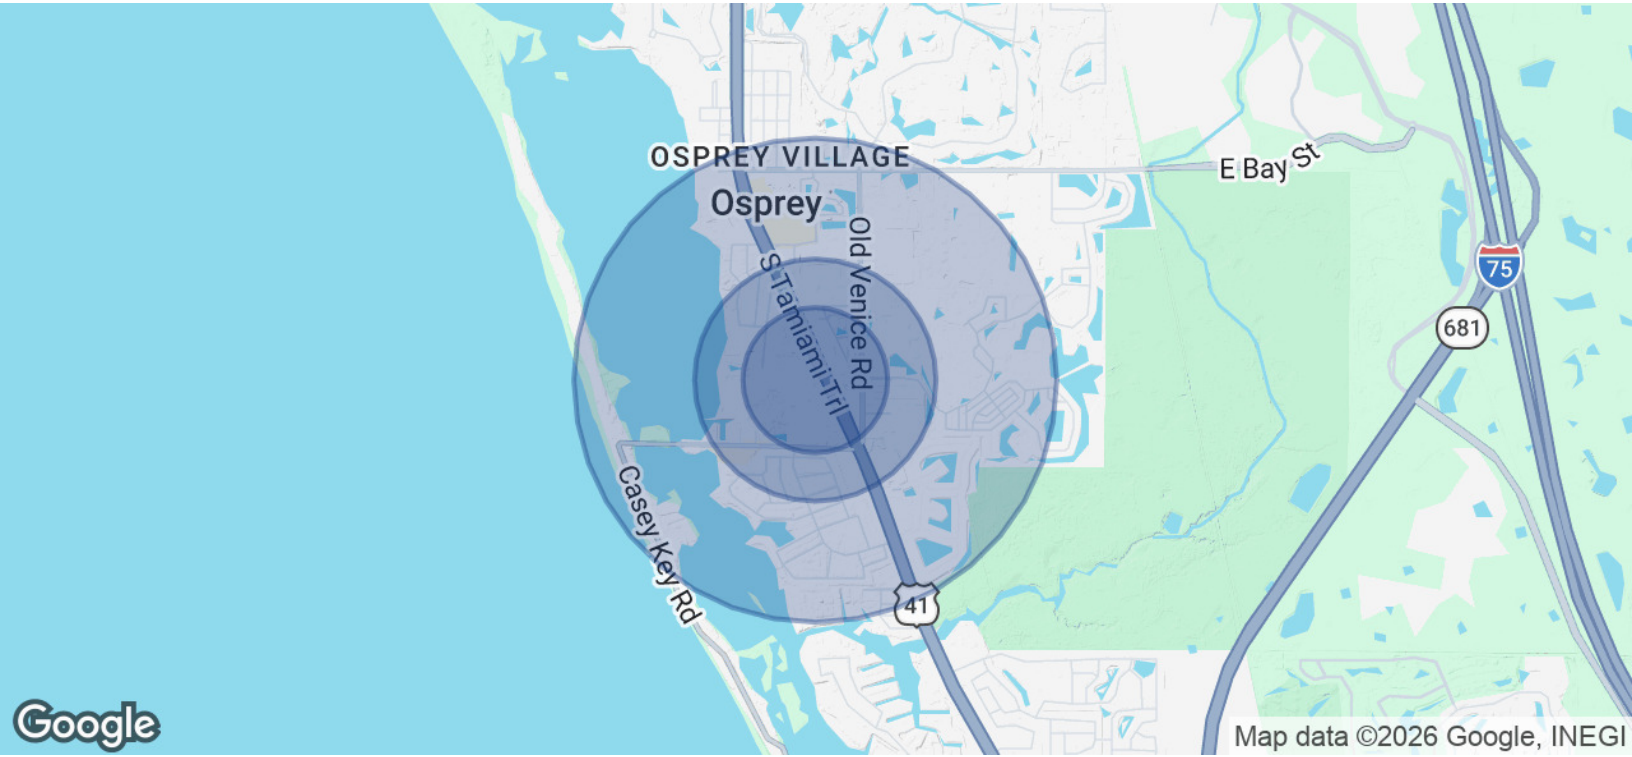 OSPREY VILLAGE
E Bay St
Osprey
Old Venice Rd
S Tamiami Trl
75
681
Casey Key Rd
41
Google
Map data ©2026 Google, INEGI